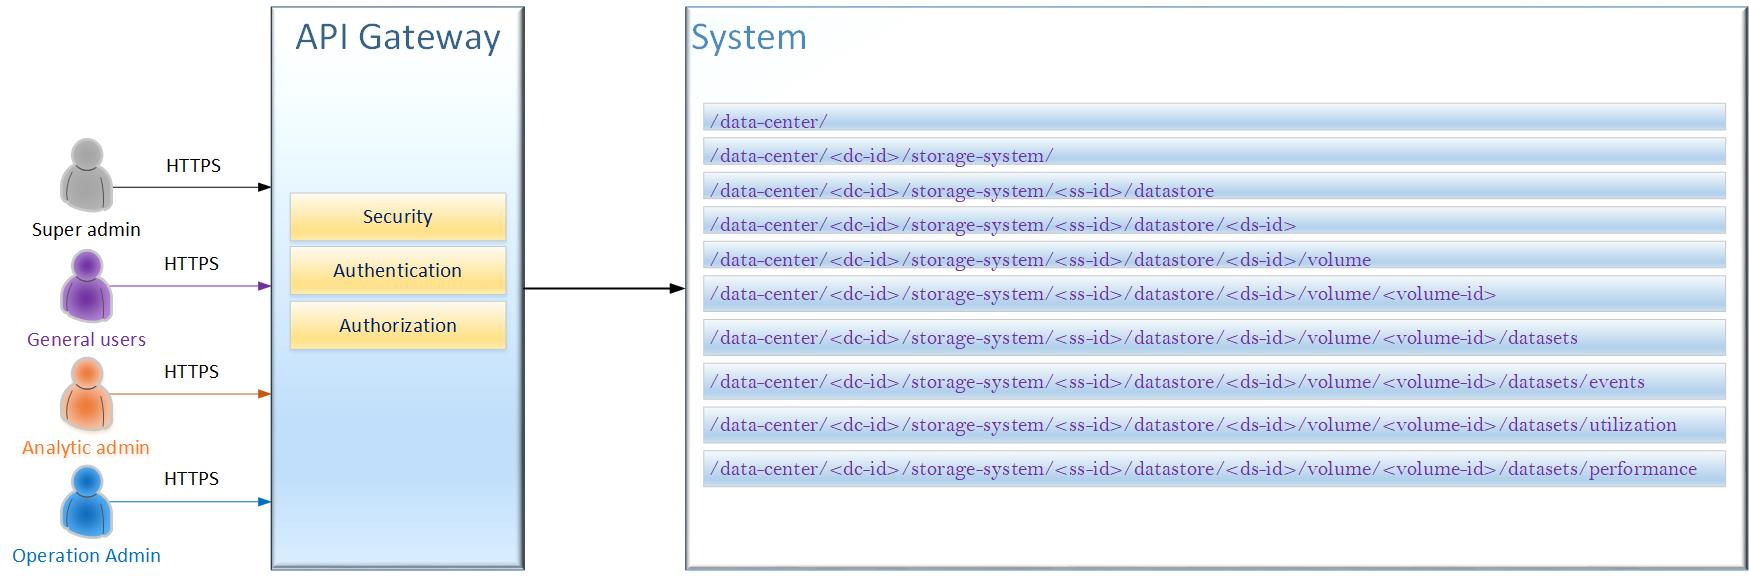 API Gateway
System
HTTPS
Super admin
HTTPS
General users
HTTPS
Analytic admin
HTTPS
Operation Admin
Security
Authentication
Authorization
/data-center/
/data-center/<dc-id>/storage-system/
/data-center/<dc-id>/storage-system/<ss-id>/datastore
/data-center/<dc-id>/storage-system/<ss-id>/datastore/<ds-id>
/data-center/<dc-id>/storage-system/<ss-id>/datastore/<ds-id>/volume
/data-center/<dc-id>/storage-system/<ss-id>/datastore/<ds-id>/volume/<volume-id>
/data-center/<dc-id>/storage-system/<ss-id>/datastore/<ds-id>/volume/<volume-id>/datasets
/data-center/<dc-id>/storage-system/<ss-id>/datastore/<ds-id>/volume/<volume-id>/datasets/events
/data-center/<dc-id>/storage-system/<ss-id>/datastore/<ds-id>/volume/<volume-id>/datasets/utilization
/data-center/<dc-id>/storage-system/<ss-id>/datastore/<ds-id>/volume/<volume-id>/datasets/performance